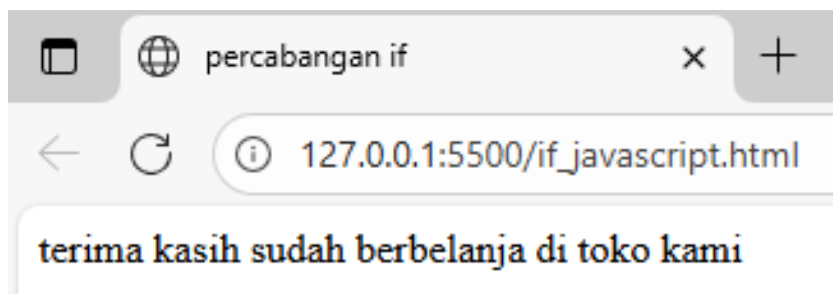 percabangan if
127.0.0.1:5500/if_javascript.html
terima kasih sudah berbelanja di toko kami